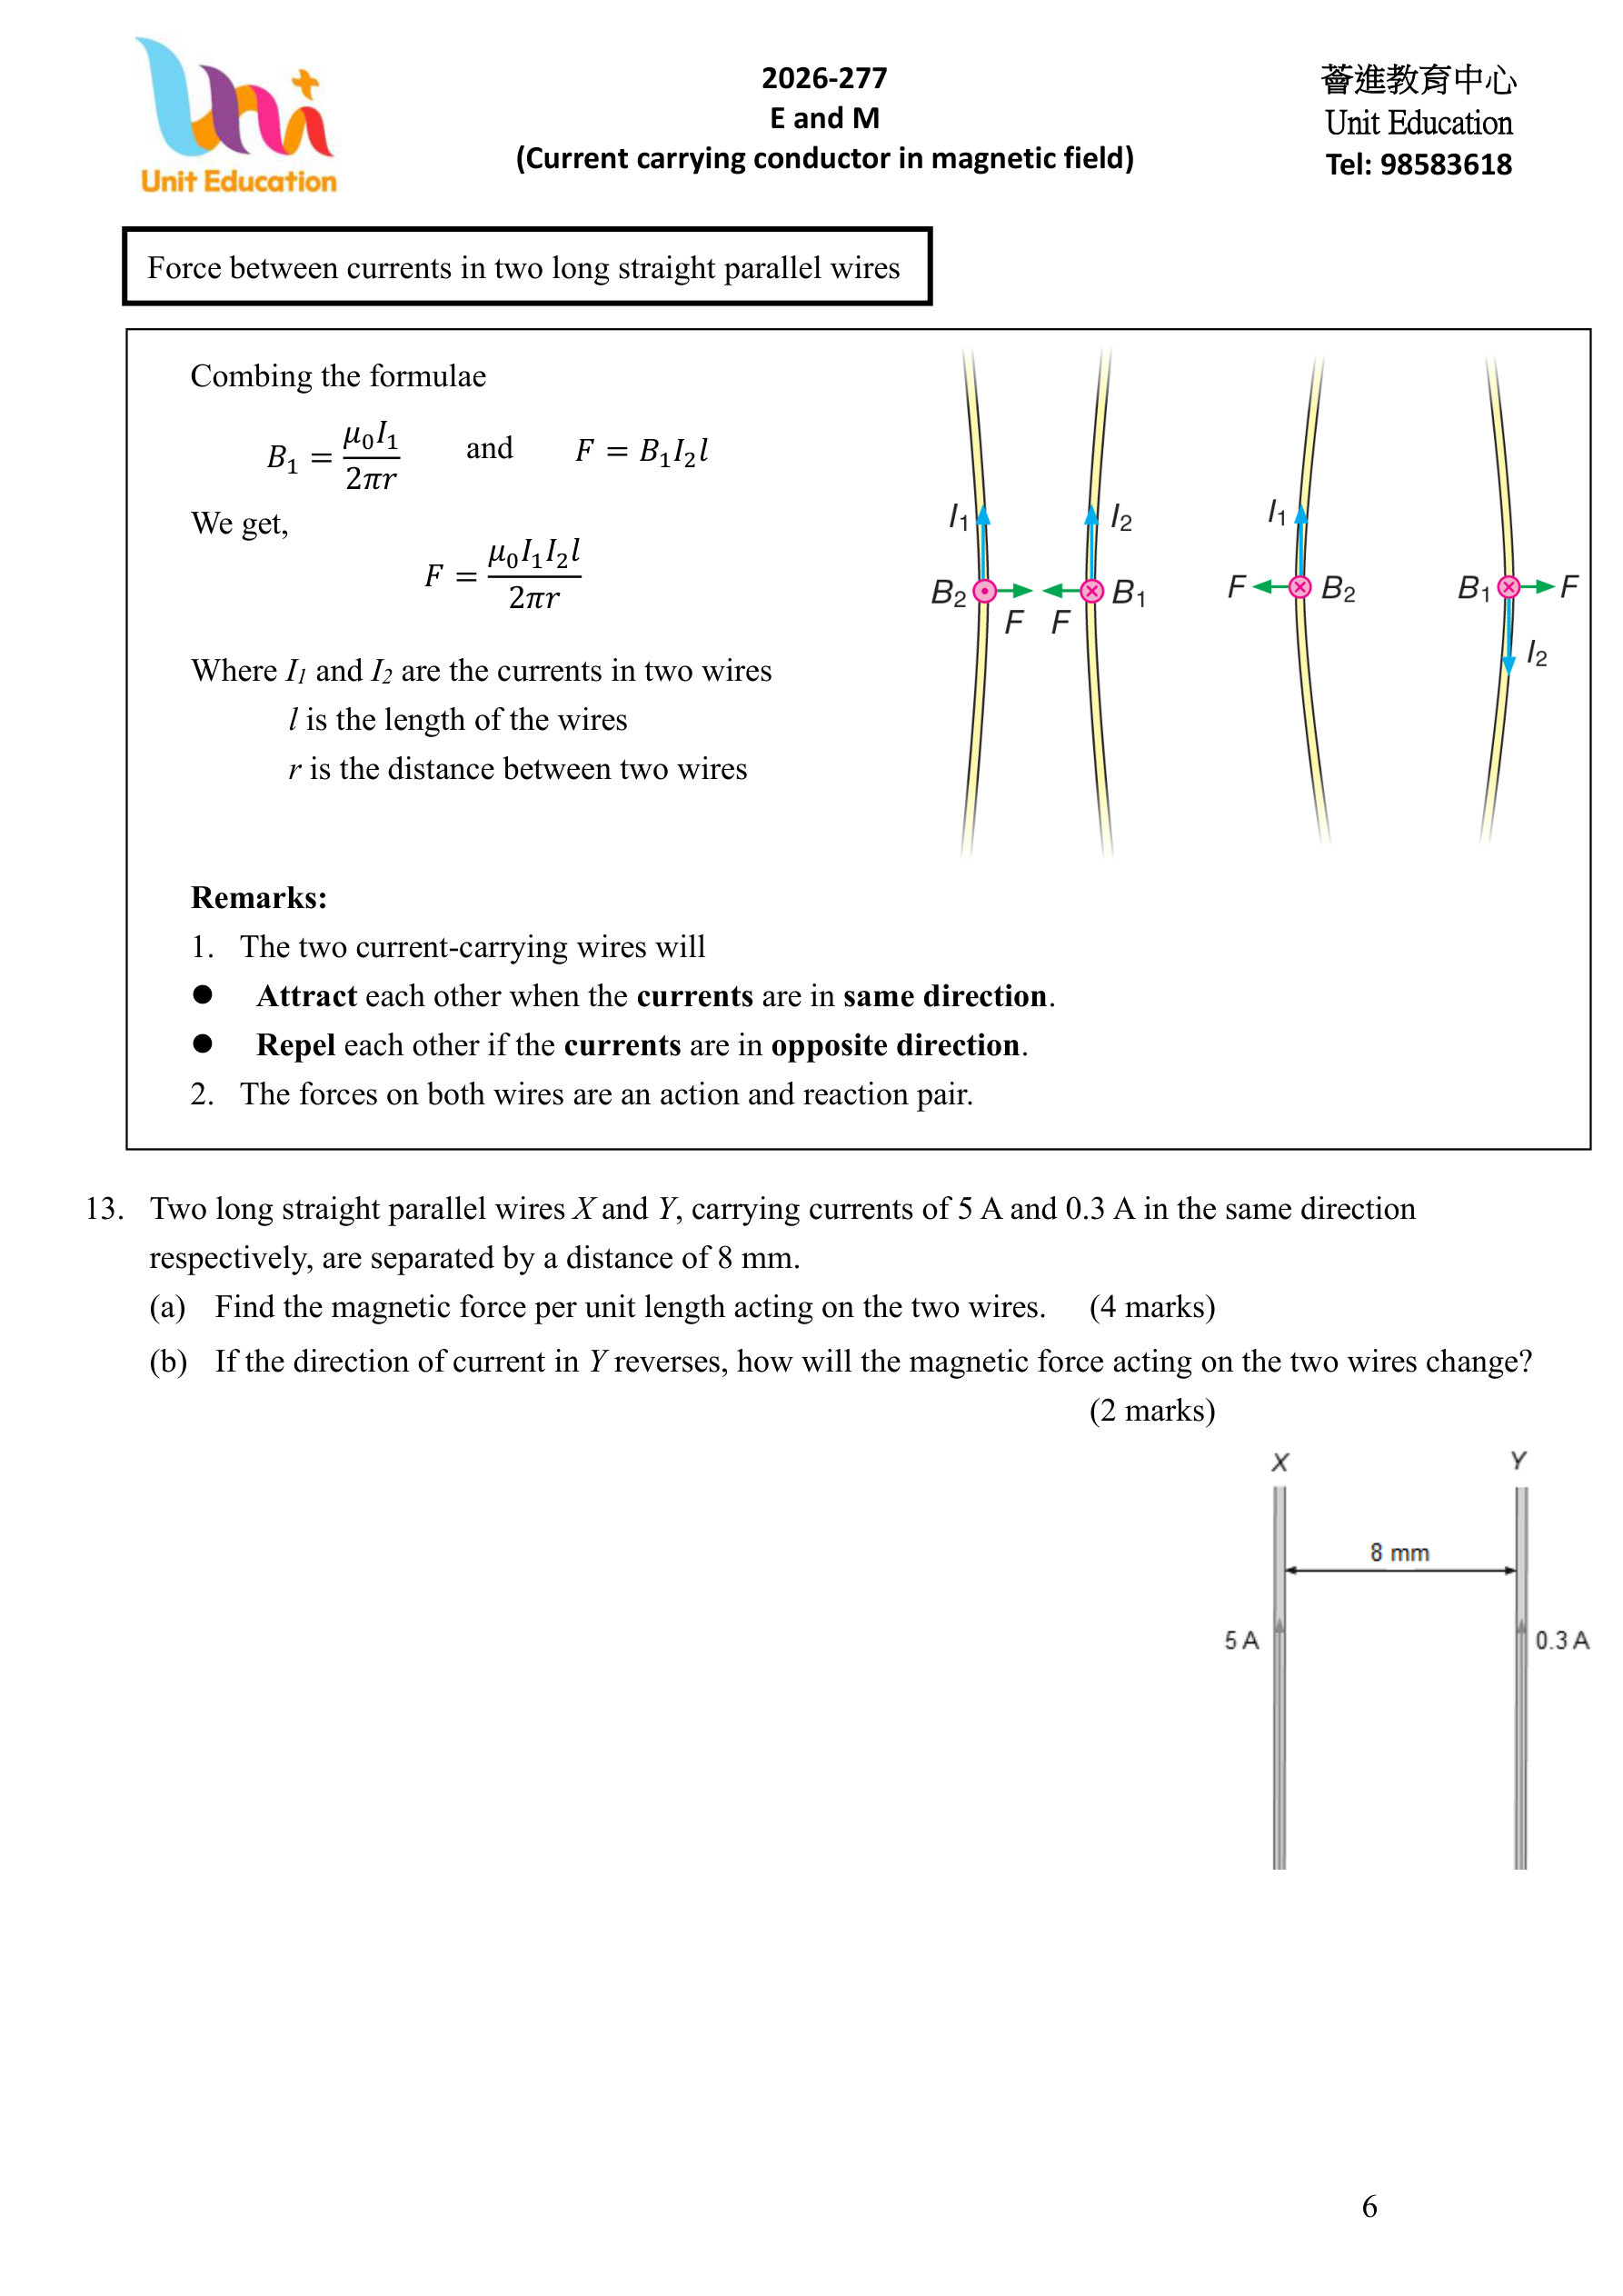 Uni+
Unit Education
2026-277
E and M
(Current carrying conductor in magnetic field)
薈進教育中心
Unit Education
Tel: 98583618
Force between currents in two long straight parallel wires
Combing the formulae
B₁ = μ₀I₁ / 2πr and F = B₁I₂l
We get,
F = μ₀I₁I₂l / 2πr
Where I₁ and I₂ are the currents in two wires
l is the length of the wires
r is the distance between two wires
I₁ I₂ I₁
B₂ F F B₁ F B₂ B₁ F
I₂
Remarks:
1. The two current-carrying wires will
● Attract each other when the currents are in same direction.
● Repel each other if the currents are in opposite direction.
2. The forces on both wires are an action and reaction pair.
13. Two long straight parallel wires X and Y, carrying currents of 5 A and 0.3 A in the same direction
respectively, are separated by a distance of 8 mm.
(a) Find the magnetic force per unit length acting on the two wires. (4 marks)
(b) If the direction of current in Y reverses, how will the magnetic force acting on the two wires change?
(2 marks)
X Y
8 mm
5 A 0.3 A
6